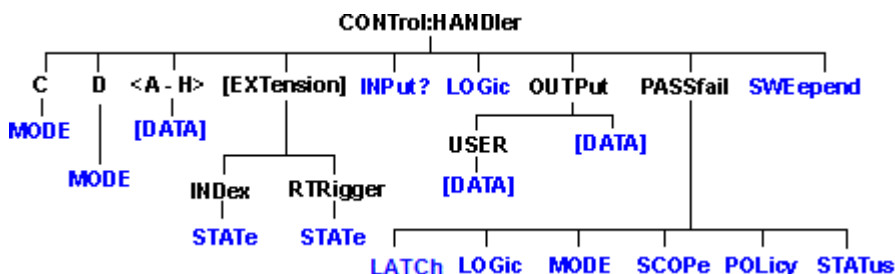 CONTrol:HANDler
C D <A - H> [EXTension] INPut? LOGic OUTPut PASSfail SWEepend
MODE [DATA]
USER [DATA]
MODE
INDex RTRigger [DATA]
STATe STATe
LATCh LOGic MODE SCOPe POLicy STATus